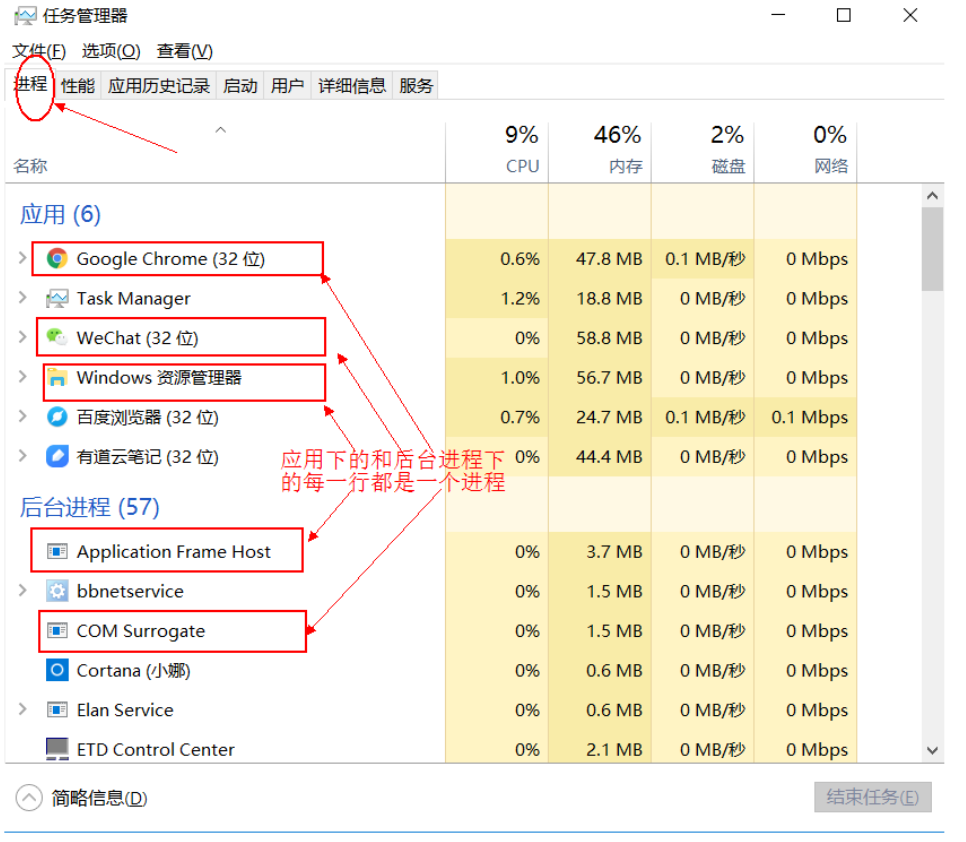 任务管理器
文件(F) 选项(O) 查看(V)
进程 性能 应用历史记录 启动 用户 详细信息 服务
9% 46% 2% 0%
名称 CPU 内存 磁盘 网络
应用 (6)
Google Chrome (32 位) 0.6% 47.8 MB 0.1 MB/秒 0 Mbps
Task Manager 1.2% 18.8 MB 0 MB/秒 0 Mbps
WeChat (32 位) 0% 58.8 MB 0 MB/秒 0 Mbps
Windows 资源管理器 1.0% 56.7 MB 0 MB/秒 0 Mbps
百度浏览器 (32 位) 0.7% 24.7 MB 0.1 MB/秒 0.1 Mbps
有道云笔记 (32 位) 0% 44.4 MB 0 MB/秒 0 Mbps
应用下的和后台进程下
的每一行都是一个进程
后台进程 (57)
Application Frame Host 0% 3.7 MB 0 MB/秒 0 Mbps
bbnetservice 0% 1.5 MB 0 MB/秒 0 Mbps
COM Surrogate 0% 1.5 MB 0 MB/秒 0 Mbps
Cortana (小娜) 0% 0.6 MB 0 MB/秒 0 Mbps
Elan Service 0% 0.6 MB 0 MB/秒 0 Mbps
ETD Control Center 0% 2.1 MB 0 MB/秒 0 Mbps
简略信息(D) 结束任务(E)